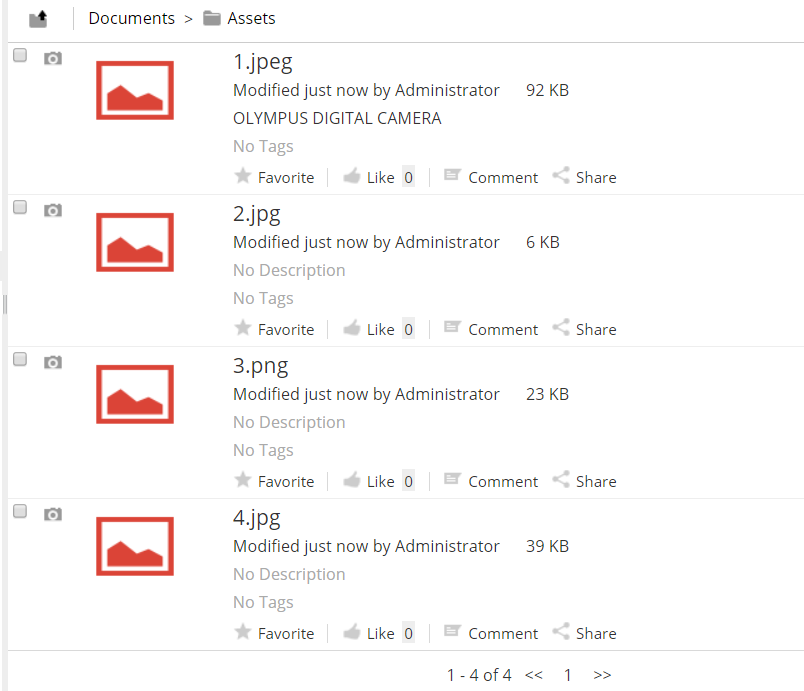 Documents > Assets
1.jpeg
Modified just now by Administrator 92 KB
OLYMPUS DIGITAL CAMERA
No Tags
Favorite Like 0 Comment Share
2.jpg
Modified just now by Administrator 6 KB
No Description
No Tags
Favorite Like 0 Comment Share
3.png
Modified just now by Administrator 23 KB
No Description
No Tags
Favorite Like 0 Comment Share
4.jpg
Modified just now by Administrator 39 KB
No Description
No Tags
Favorite Like 0 Comment Share
1 - 4 of 4 << 1 >>